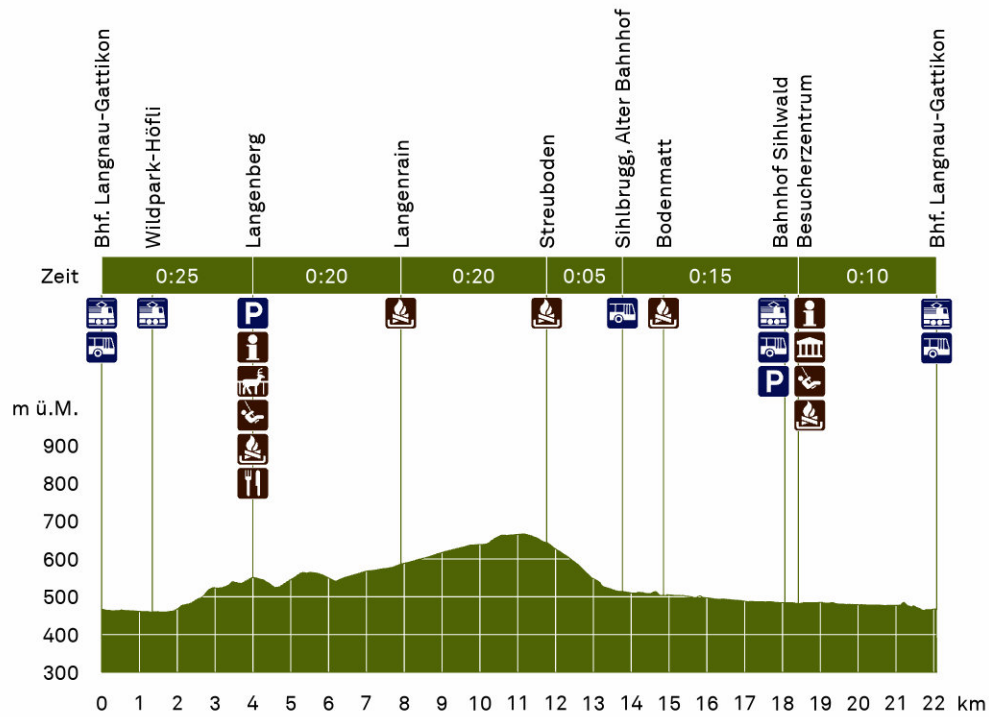 Bhf. Langnau-Gattikon
Wildpark-Höfli
Langenberg
Langenrain
Streuboden
Sihlbrugg, Alter Bahnhof
Bodenmatt
Bahnhof Sihlwald
Besucherzentrum
Bhf. Langnau-Gattikon
Zeit 0:25 0:20 0:20 0:05 0:15 0:10
P
i
i
P
m ü.M.
900
800
700
600
500
400
300
0 1 2 3 4 5 6 7 8 9 10 11 12 13 14 15 16 17 18 19 20 21 22 km